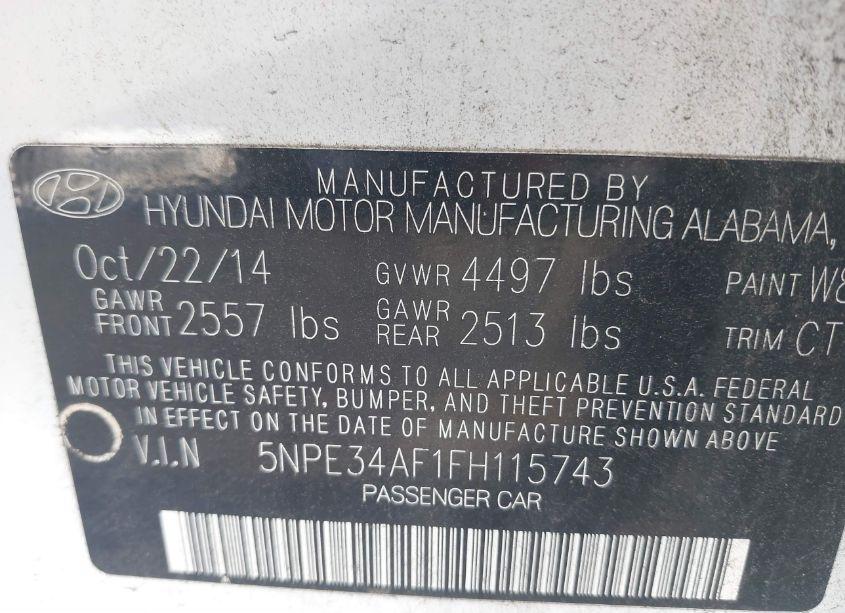 MANUFACTURED BY
HYUNDAI MOTOR MANUFACTURING ALABAMA,
Oct/22/14 GVWR 4497 lbs PAINT W8
GAWR FRONT 2557 lbs GAWR REAR 2513 lbs TRIM CT
THIS VEHICLE CONFORMS TO ALL APPLICABLE U.S.A. FEDERAL
MOTOR VEHICLE SAFETY, BUMPER, AND THEFT PREVENTION STANDARD
IN EFFECT ON THE DATE OF MANUFACTURE SHOWN ABOVE
V.I.N 5NPE34AF1FH115743
PASSENGER CAR